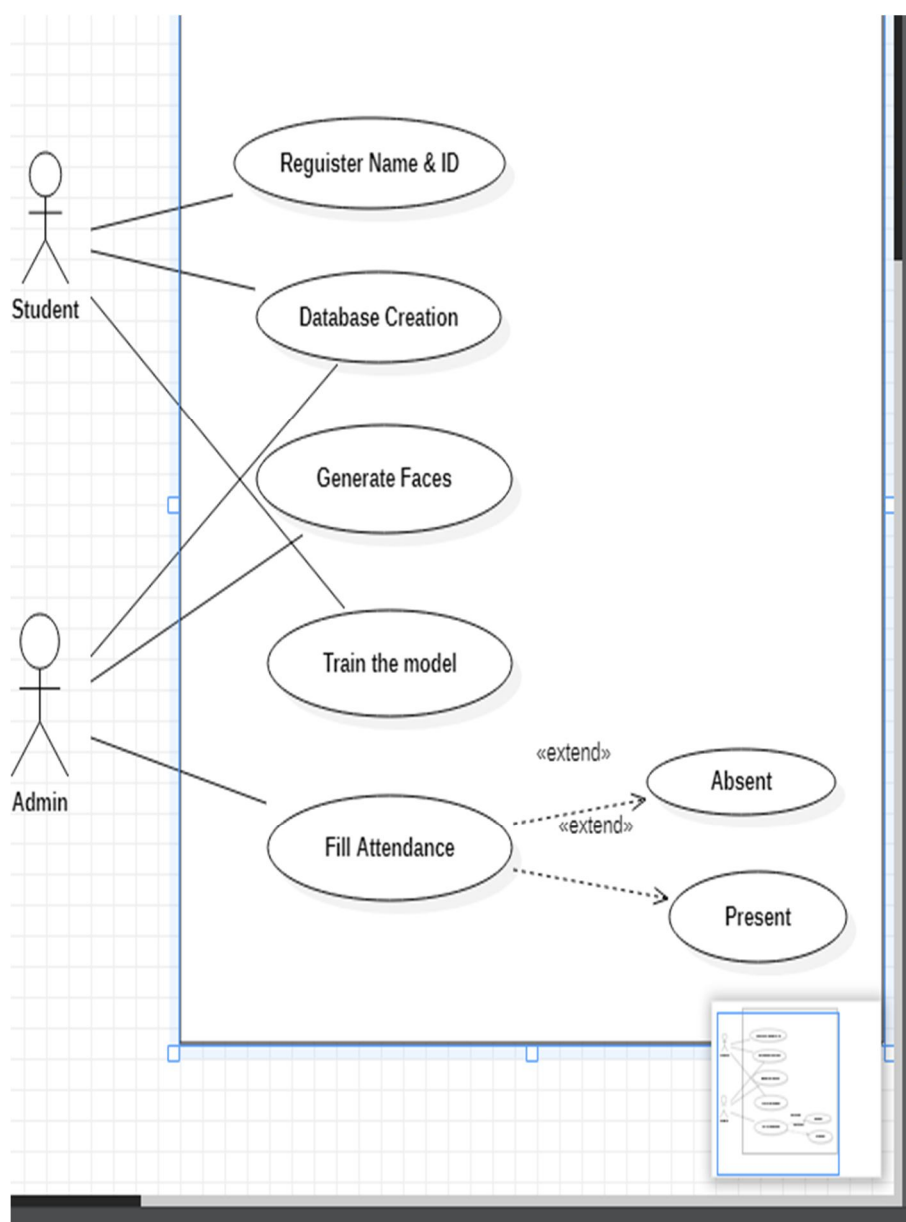 Reguister Name & ID
Student
Database Creation
Generate Faces
Train the model
Admin
«extend»
Absent
«extend»
Fill Attendance
Present